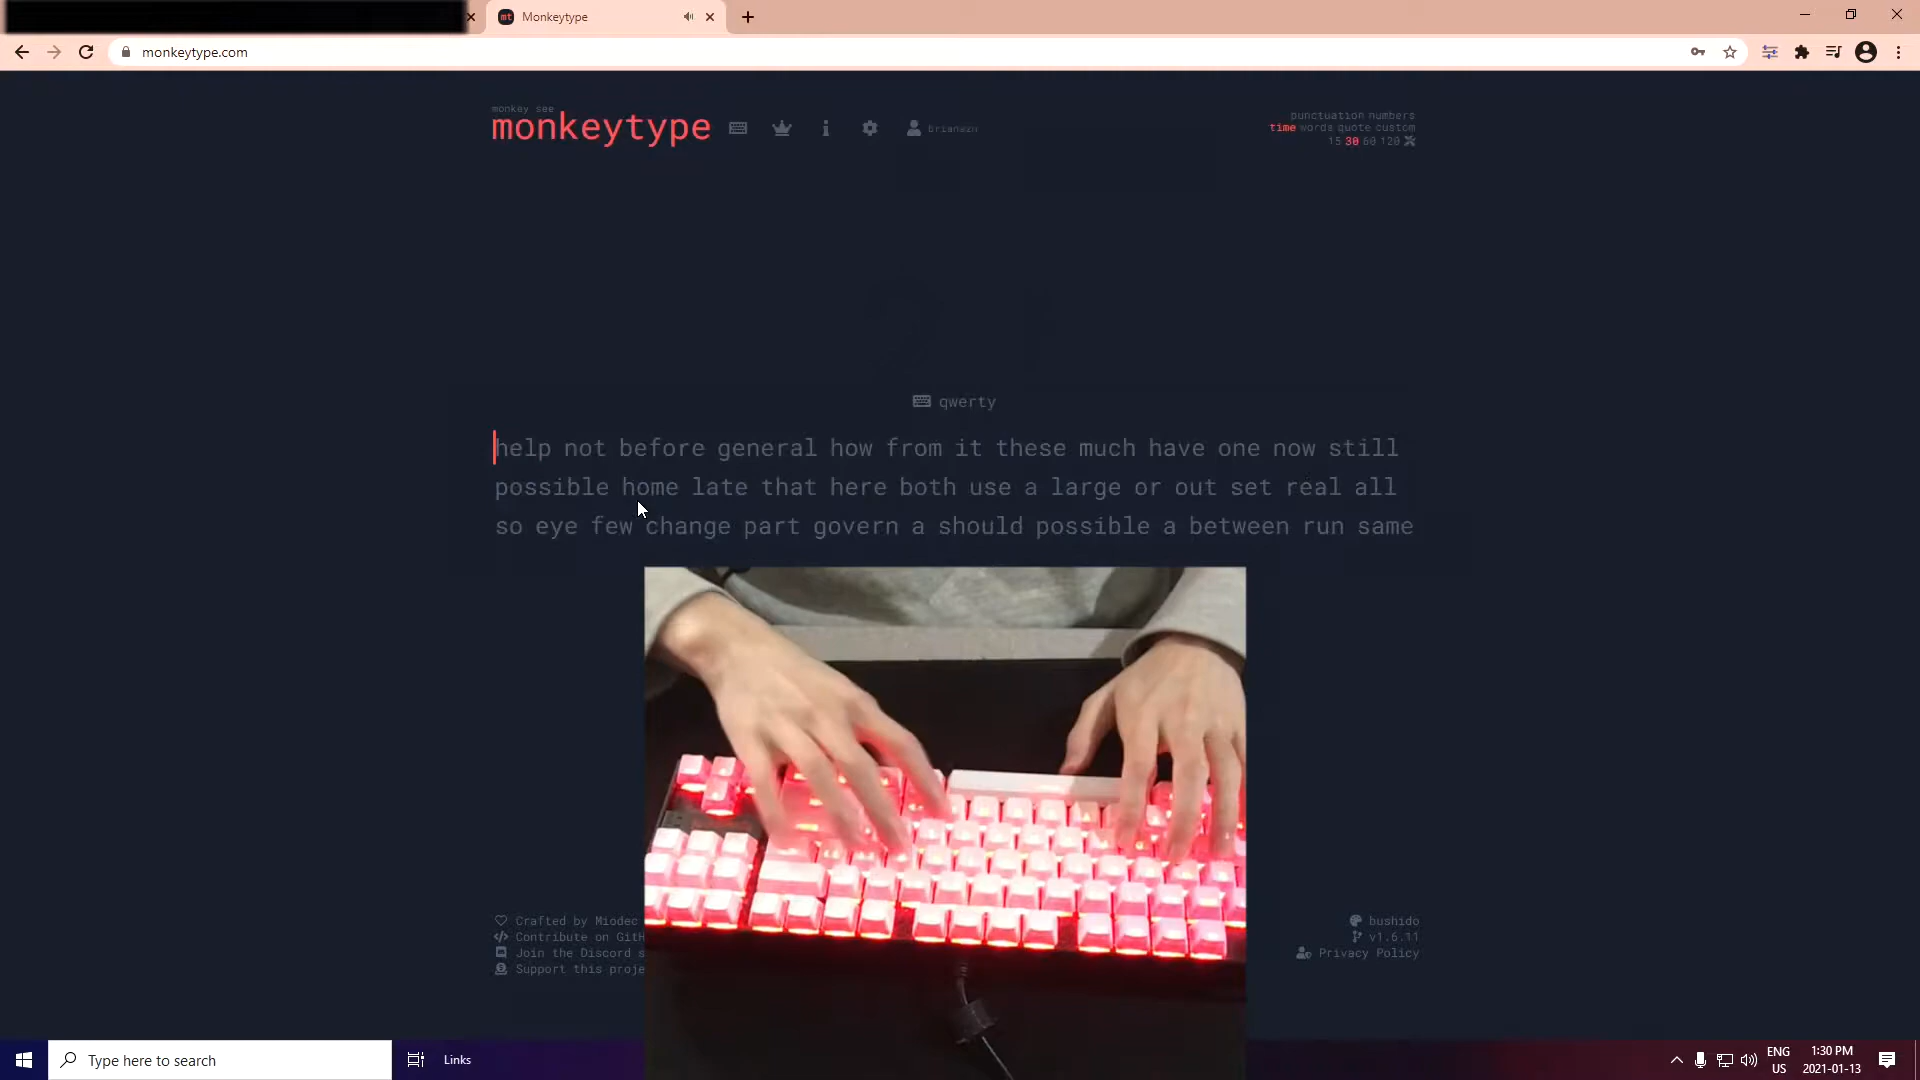 Monkeytype
monkeytype.com
monkey see
monkeytype
punctuation numbers
time words quote custom
15 30 60 120
qwerty
help not before general how from it these much have one now still
possible home late that here both use a large or out set real all
so eye few change part govern a should possible a between run same
Crafted by Miodec
Contribute on GitH
Join the Discord s
Support this proje
bushido
v1.6.11
Privacy Policy
Type here to search
Links
ENG
US
1:30 PM
2021-01-13